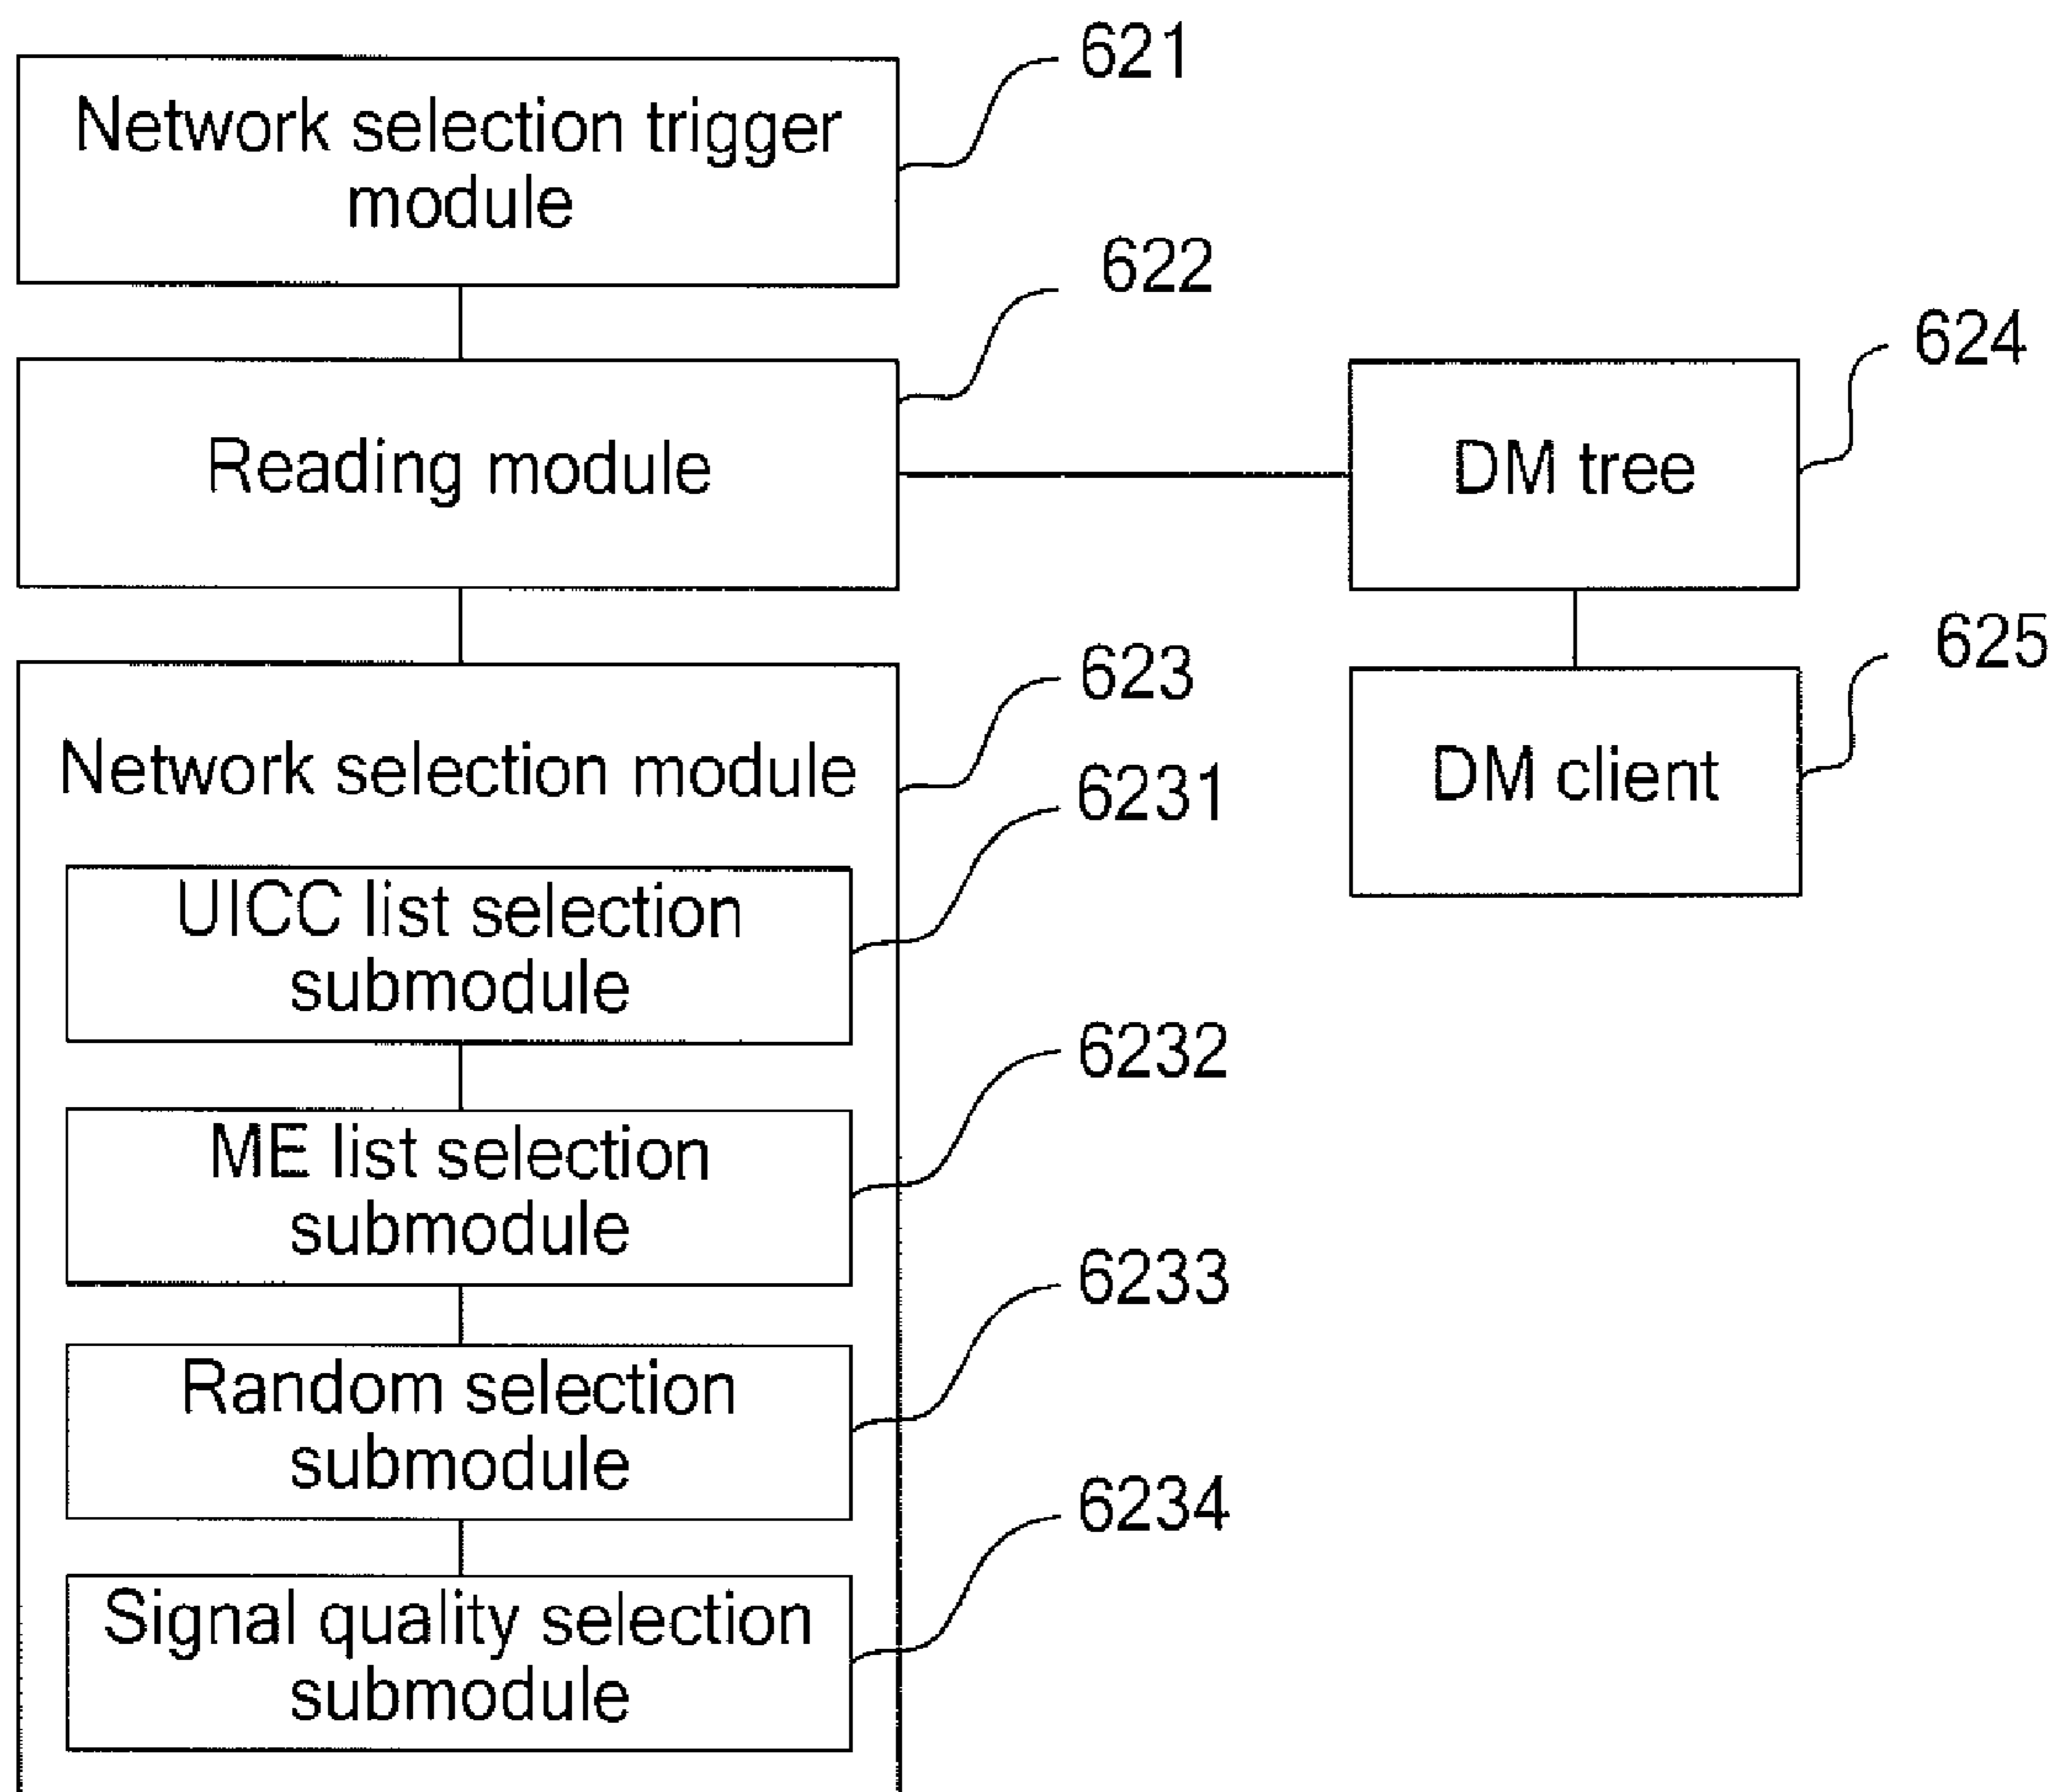 621
Network selection trigger
module
622
Reading module
624
DM tree
623
625
Network selection module
DM client
6231
UICC list selection
submodule
6232
ME list selection
submodule
6233
Random selection
submodule
6234
Signal quality selection
submodule